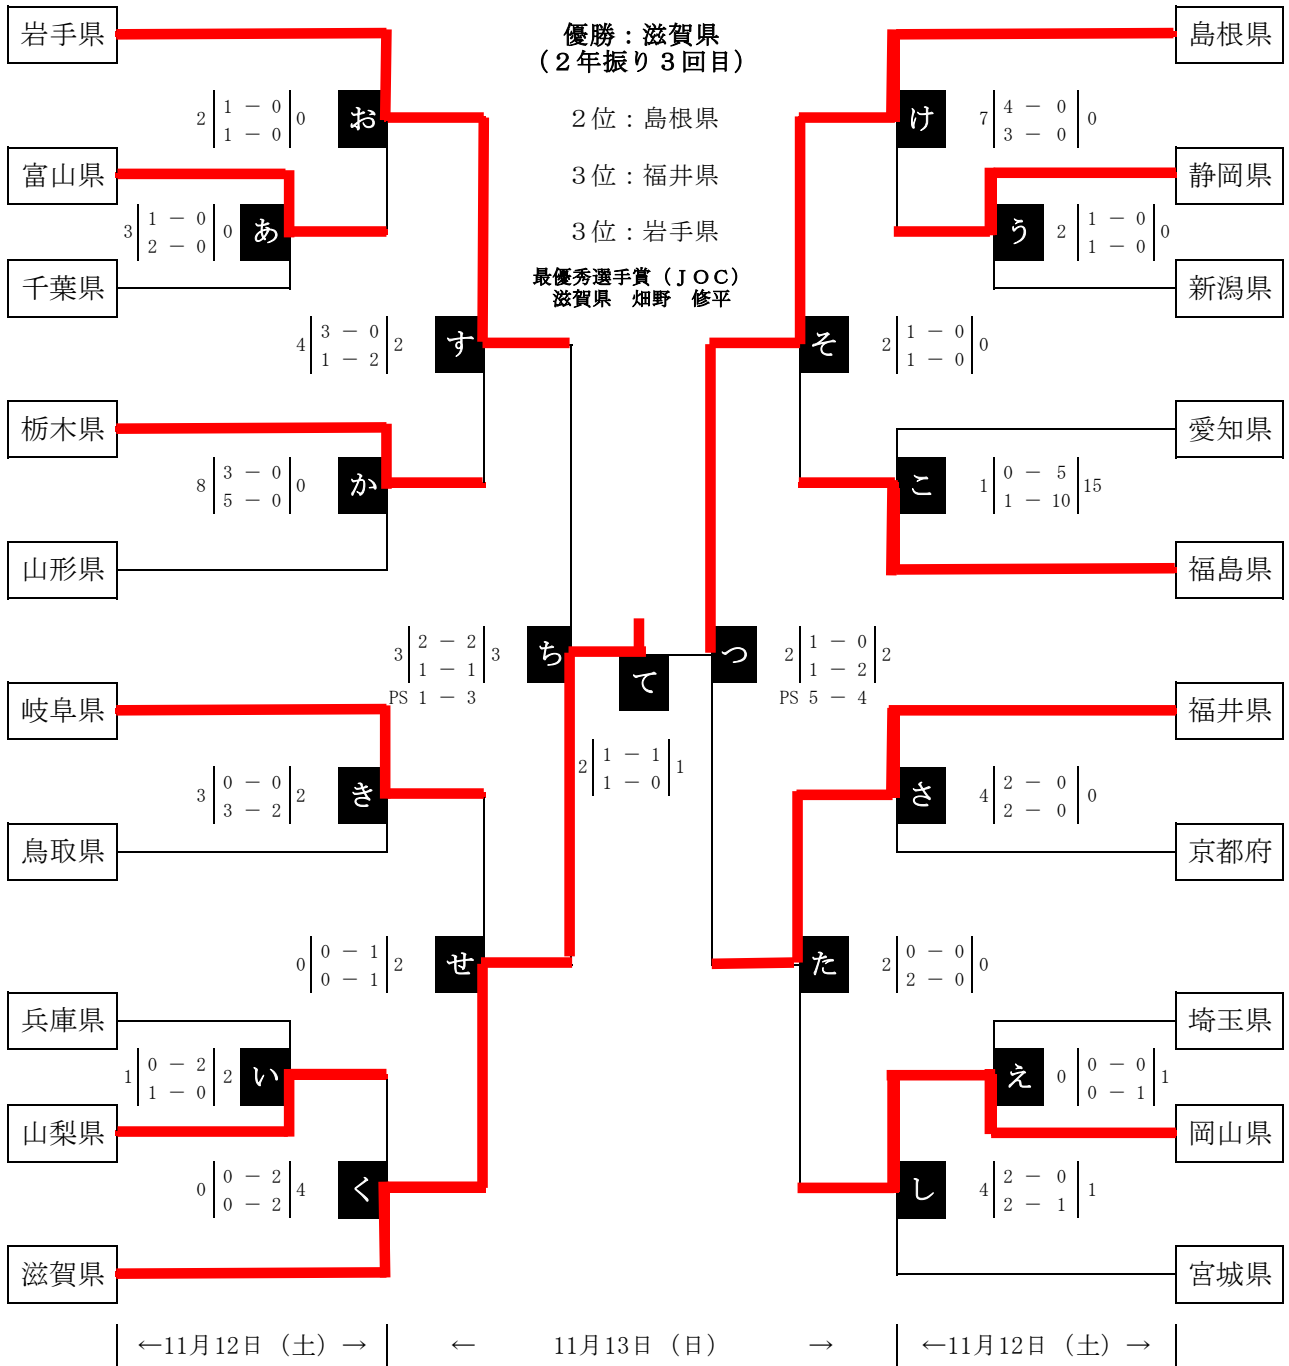 岩手県
優勝：滋賀県
（２年振り３回目）
島根県
2 1 － 0 0
1 － 0
お
２位：島根県
け
7 4 － 0 0
3 － 0
富山県
３位：福井県
静岡県
3 1 － 0 0
2 － 0
あ
３位：岩手県
う
2 1 － 0 0
1 － 0
千葉県
最優秀選手賞（ＪＯＣ）
滋賀県　畑野　修平
新潟県
4 3 － 0 2
1 － 2
す
そ
2 1 － 0 0
1 － 0
栃木県
愛知県
8 3 － 0 0
5 － 0
か
こ
1 0 － 5 15
1 － 10
山形県
福島県
3 2 － 2 3
1 － 1
PS 1 － 3
ち
て
つ
2 1 － 0 2
1 － 2
PS 5 － 4
岐阜県
福井県
2 1 － 1 1
1 － 0
3 0 － 0 2
3 － 2
き
さ
4 2 － 0 0
2 － 0
鳥取県
京都府
0 0 － 1 2
0 － 1
せ
た
2 0 － 0 0
2 － 0
兵庫県
埼玉県
1 0 － 2 2
1 － 0
い
え
0 0 － 0 1
0 － 1
山梨県
岡山県
0 0 － 2 4
0 － 2
く
し
4 2 － 0 1
2 － 1
滋賀県
宮城県
←11月12日（土）→ ← 11月13日（日） → ←11月12日（土）→